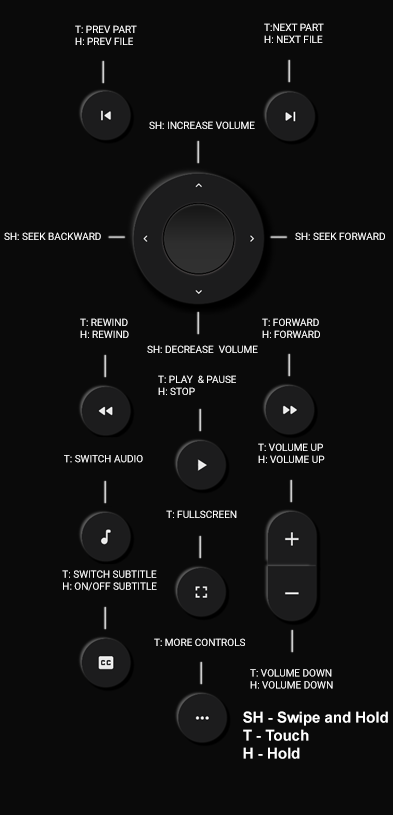 T: PREV PART
H: PREV FILE
T:NEXT PART
H: NEXT FILE
SH: INCREASE VOLUME
SH: SEEK BACKWARD
SH: SEEK FORWARD
SH: DECREASE VOLUME
T: REWIND
H: REWIND
T: FORWARD
H: FORWARD
T: PLAY & PAUSE
H: STOP
T: SWITCH AUDIO
T: VOLUME UP
H: VOLUME UP
T: FULLSCREEN
T: SWITCH SUBTITLE
H: ON/OFF SUBTITLE
CC
T: MORE CONTROLS
T: VOLUME DOWN
H: VOLUME DOWN
SH - Swipe and Hold
T - Touch
H - Hold